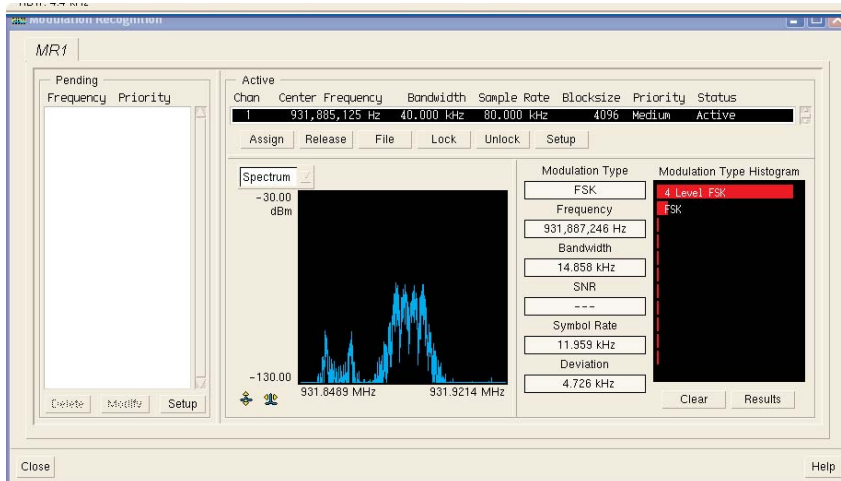 Modulation Recognition
MR1
Pending
Frequency Priority
Delete Modify Setup
Active
Chan Center Frequency Bandwidth Sample Rate Blocksize Priority Status
1 931,885,125 Hz 40.000 kHz 80.000 kHz 4096 Medium Active
Assign Release File Lock Unlock Setup
Spectrum
-30.00
dBm
-130.00
931.8489 MHz 931.9214 MHz
Modulation Type
FSK
Frequency
931,887,246 Hz
Bandwidth
14.858 kHz
SNR
---
Symbol Rate
11.959 kHz
Deviation
4.726 kHz
Modulation Type Histogram
4 Level FSK
FSK
Clear Results
Close Help